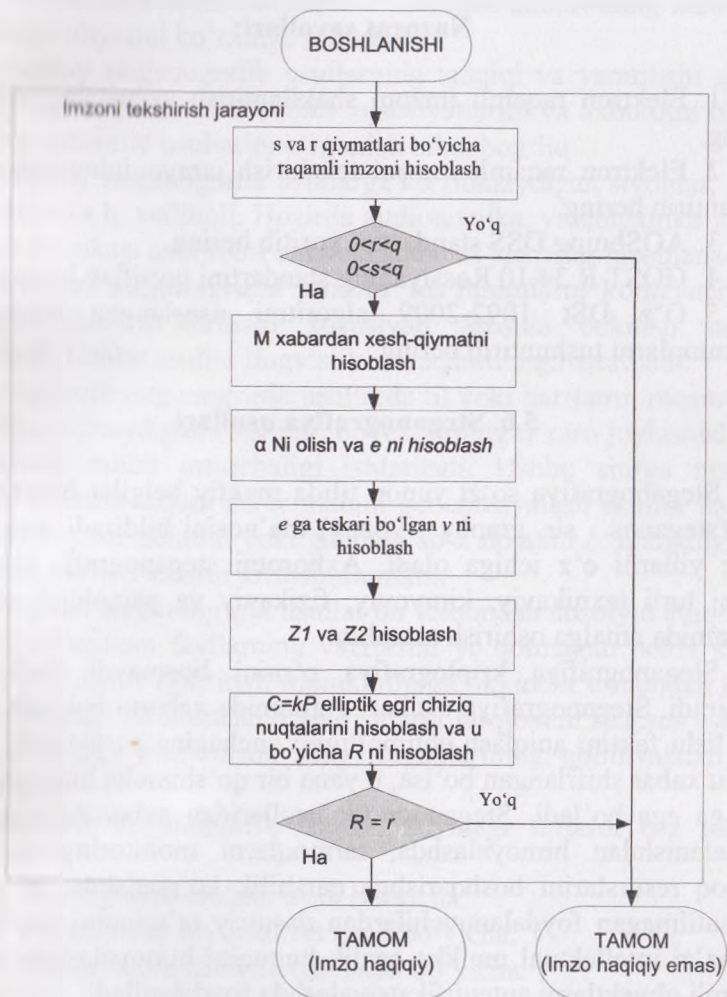 BOSHLANISHI
Imzoni tekshirish jarayoni
s va r qiymatlari bo‘yicha
raqamli imzoni hisoblash
Yo‘q
0<r<q
0<s<q
Ha
M xabardan xesh-qiymatni
hisoblash
α Ni olish va e ni hisoblash
e ga teskari bo‘lgan v ni
hisoblash
Z1 va Z2 hisoblash
C=kP elliptik egri chiziq
nuqtalarini hisoblash va u
bo‘yicha R ni hisoblash
Yo‘q
R = r
Ha
TAMOM
(Imzo haqiqiy)
TAMOM
(Imzo haqiqiy emas)